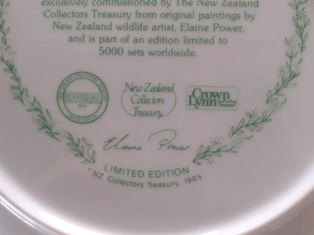 exclusively commissioned by The New Zealand
Collectors Treasury from original paintings by
New Zealand wildlife artist, Elaine Power,
and is part of an edition limited to
5000 sets worldwide.
New Zealand
Collectors
Treasury
Crown
Lynn
Elaine Power
LIMITED EDITION
NZ Collectors Treasury, 1985